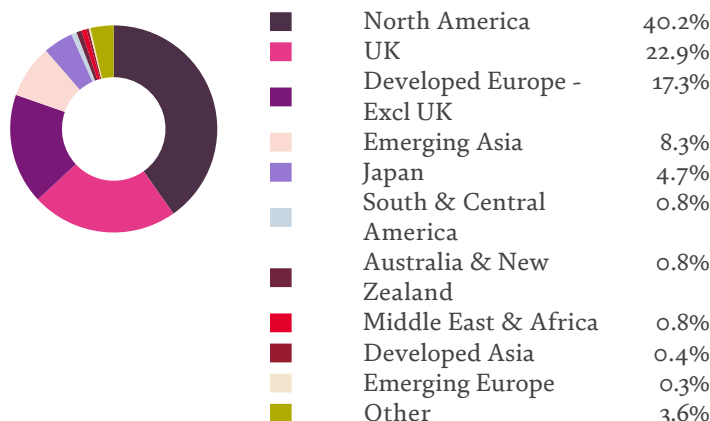 North America 40.2%
UK 22.9%
Developed Europe - 17.3%
Excl UK
Emerging Asia 8.3%
Japan 4.7%
South & Central 0.8%
America
Australia & New 0.8%
Zealand
Middle East & Africa 0.8%
Developed Asia 0.4%
Emerging Europe 0.3%
Other 3.6%